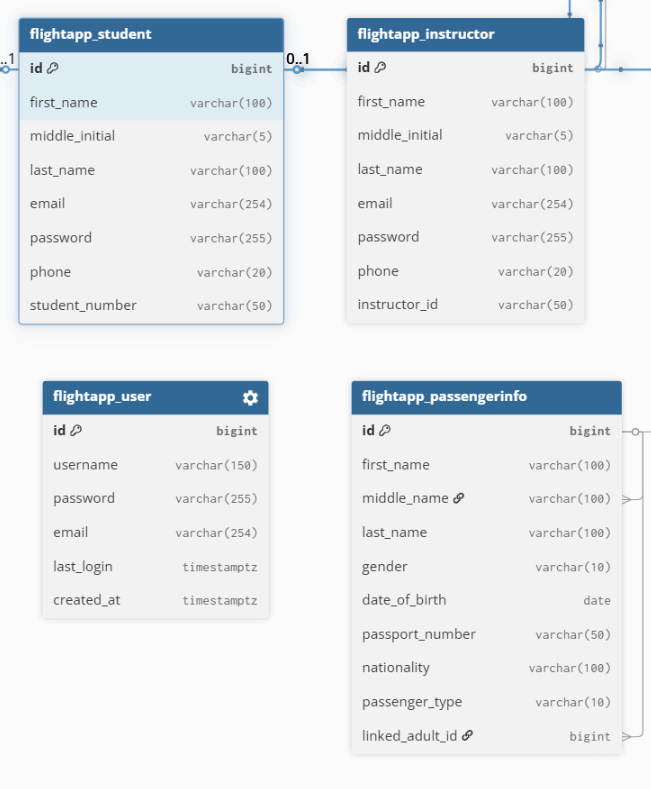 flightapp_student
id bigint
first_name varchar(100)
middle_initial varchar(5)
last_name varchar(100)
email varchar(254)
password varchar(255)
phone varchar(20)
student_number varchar(50)
..1
0..1
flightapp_instructor
id bigint
first_name varchar(100)
middle_initial varchar(5)
last_name varchar(100)
email varchar(254)
password varchar(255)
phone varchar(20)
instructor_id varchar(50)
flightapp_user
id bigint
username varchar(150)
password varchar(255)
email varchar(254)
last_login timestamptz
created_at timestamptz
flightapp_passengerinfo
id bigint
first_name varchar(100)
middle_name varchar(100)
last_name varchar(100)
gender varchar(10)
date_of_birth date
passport_number varchar(50)
nationality varchar(100)
passenger_type varchar(10)
linked_adult_id bigint